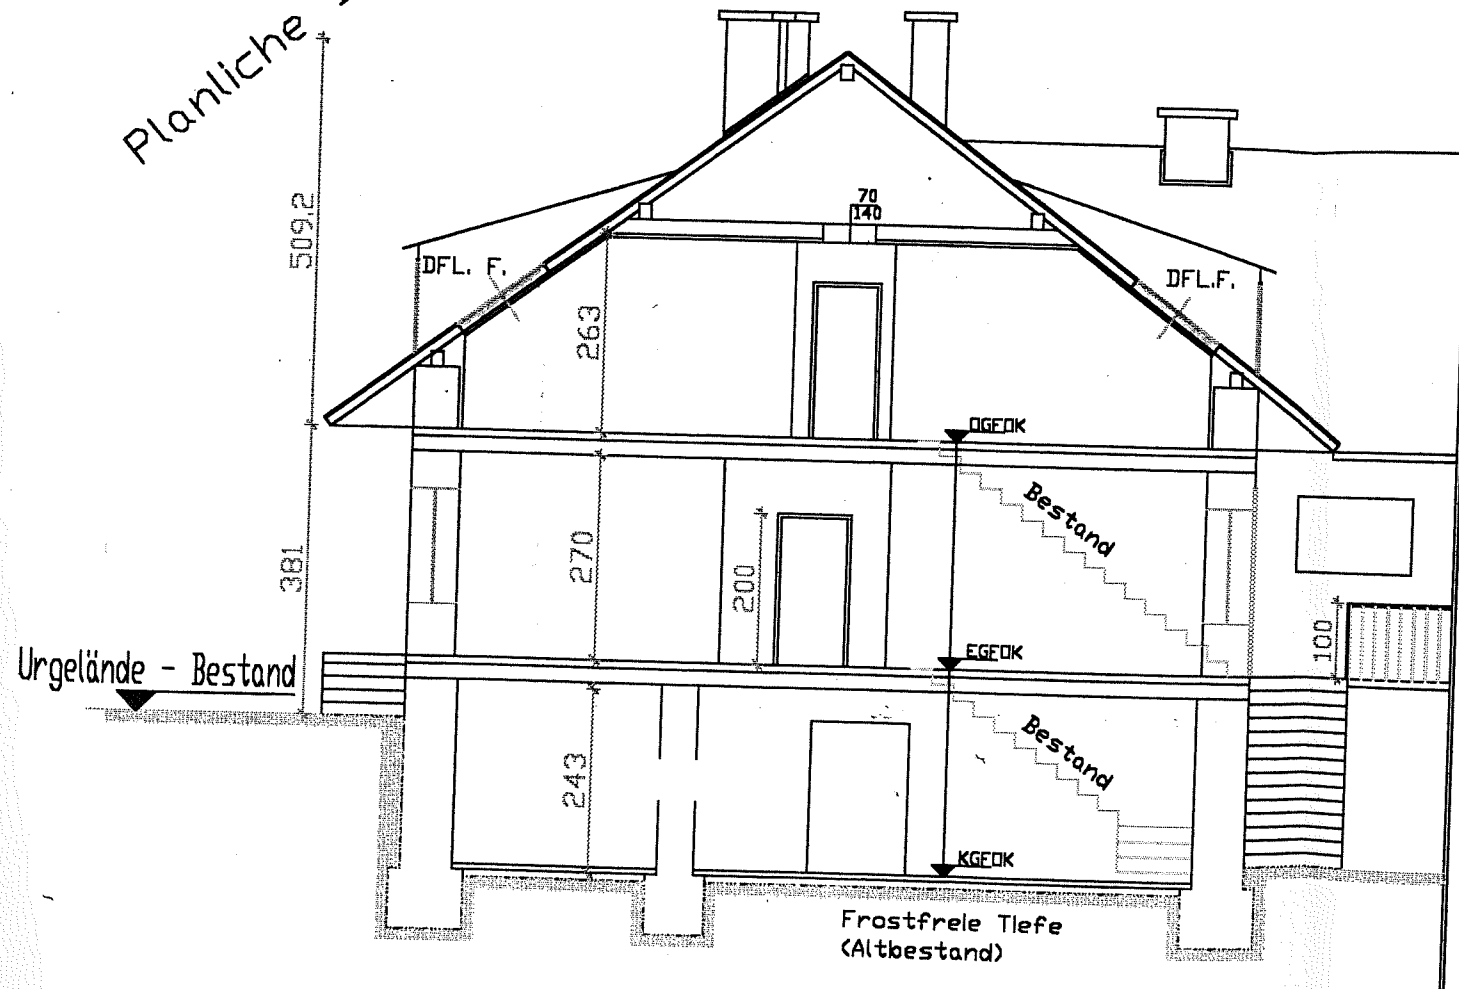 Planliche
509.2
70
140
DFL. F.
DFL.F.
263
OGFOK
Bestand
381
270
200
100
EGFOK
Urgelände - Bestand
Bestand
243
KGFOK
Frostfreie Tiefe
(Altbestand)